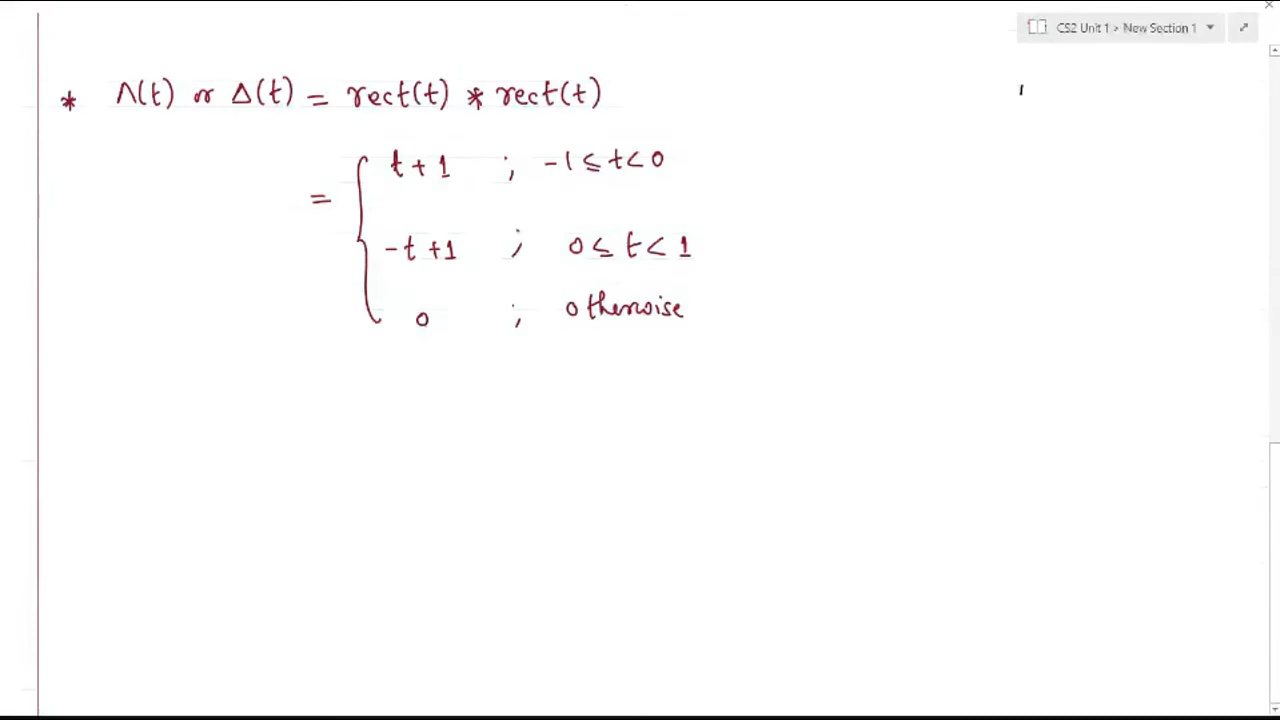 CS2 Unit 1 > New Section 1
* Λ(t) or Δ(t) = rect(t) * rect(t)
= { t + 1 ; -1 ≤ t < 0
-t + 1 ; 0 ≤ t < 1
0 ; otherwise